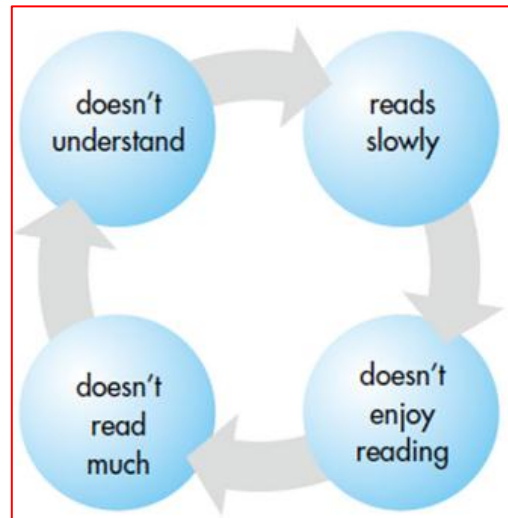 doesn't
understand
reads
slowly
doesn't
enjoy
reading
doesn't
read
much